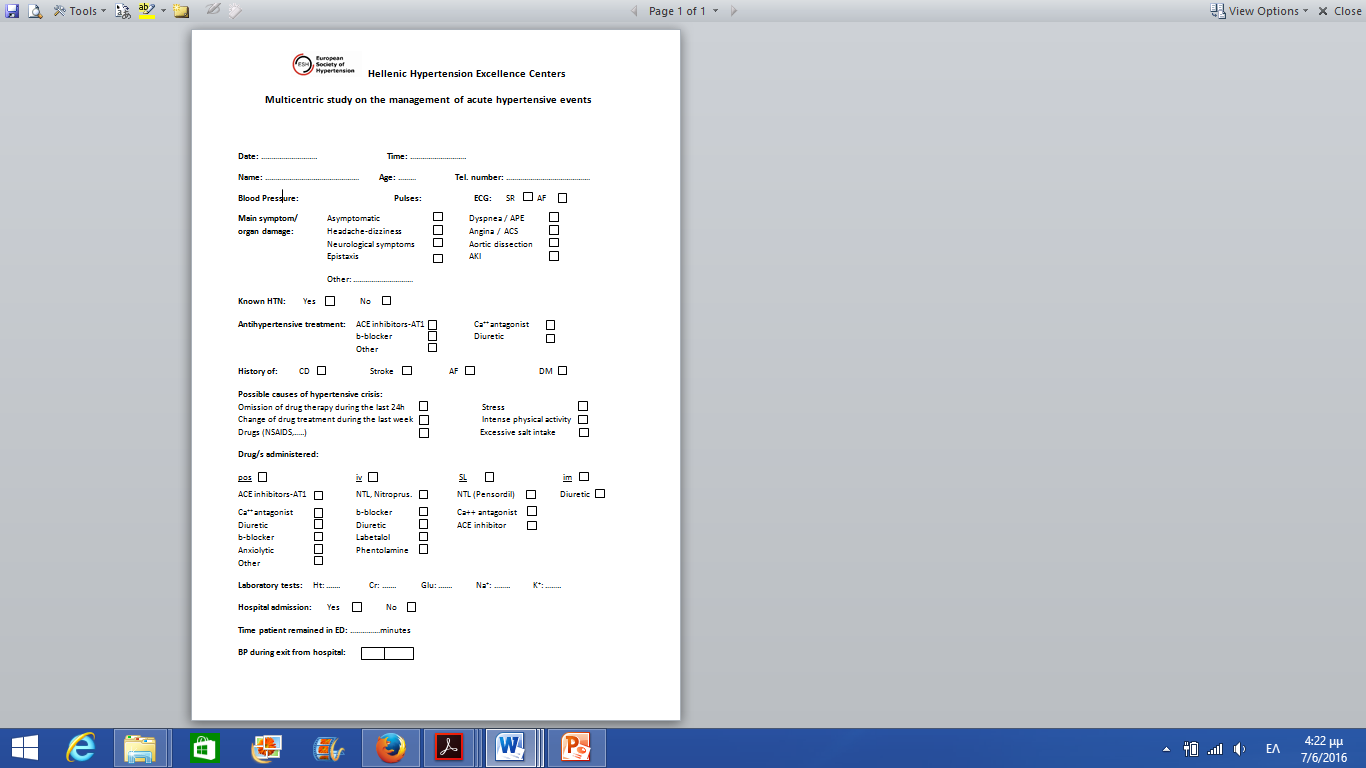 Tools
ab
Page 1 of 1
View Options
Close
ESH
European
Society of
Hypertension
Hellenic Hypertension Excellence Centers
Multicentric study on the management of acute hypertensive events
Date: ............................ Time: ............................
Name: ............................................... Age: ......... Tel. number: ..........................................
Blood Pressure: Pulses: ECG: SR AF
Main symptom/ Asymptomatic Dyspnea / APE
organ damage: Headache-dizziness Angina / ACS
Neurological symptoms Aortic dissection
Epistaxis AKI
Other: ..............................
Known HTN: Yes No
Antihypertensive treatment: ACE inhibitors-AT1 Ca⁺⁺antagonist
b-blocker Diuretic
Other
History of: CD Stroke AF DM
Possible causes of hypertensive crisis:
Omission of drug therapy during the last 24h Stress
Change of drug treatment during the last week Intense physical activity
Drugs (NSAIDS,.....) Excessive salt intake
Drug/s administered:
pos iv SL im
ACE inhibitors-AT1 NTL, Nitroprus. NTL (Pensordil) Diuretic
Ca⁺⁺antagonist b-blocker Ca++ antagonist
Diuretic Diuretic ACE inhibitor
b-blocker Labetalol
Anxiolytic Phentolamine
Other
Laboratory tests: Ht: ....... Cr: ....... Glu: ....... Na⁺: ........ K⁺: ........
Hospital admission: Yes No
Time patient remained in ED: ...............minutes
BP during exit from hospital:
ΕΛ
4:22 μμ
7/6/2016